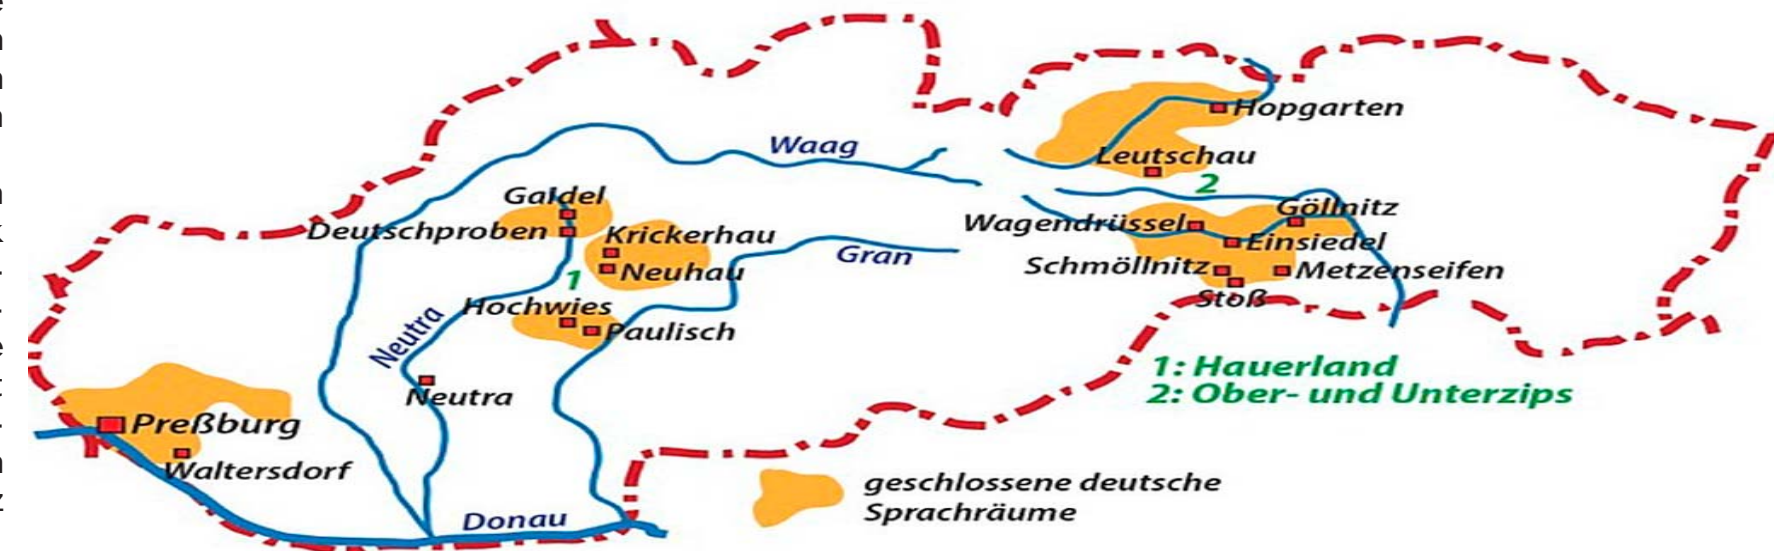 Hopgarten
Waag
Leutschau
2
Gaidel
Göllnitz
Wagendrüssel
Deutschproben
Krickerhau
Einsiedel
Gran
Schmöllnitz
Metzenseifen
Neuhau
1
Stoß
Hochwies
Neutra
Paulisch
1: Hauerland
2: Ober- und Unterzips
Neutra
Preßburg
Waltersdorf
geschlossene deutsche
Sprachräume
Donau